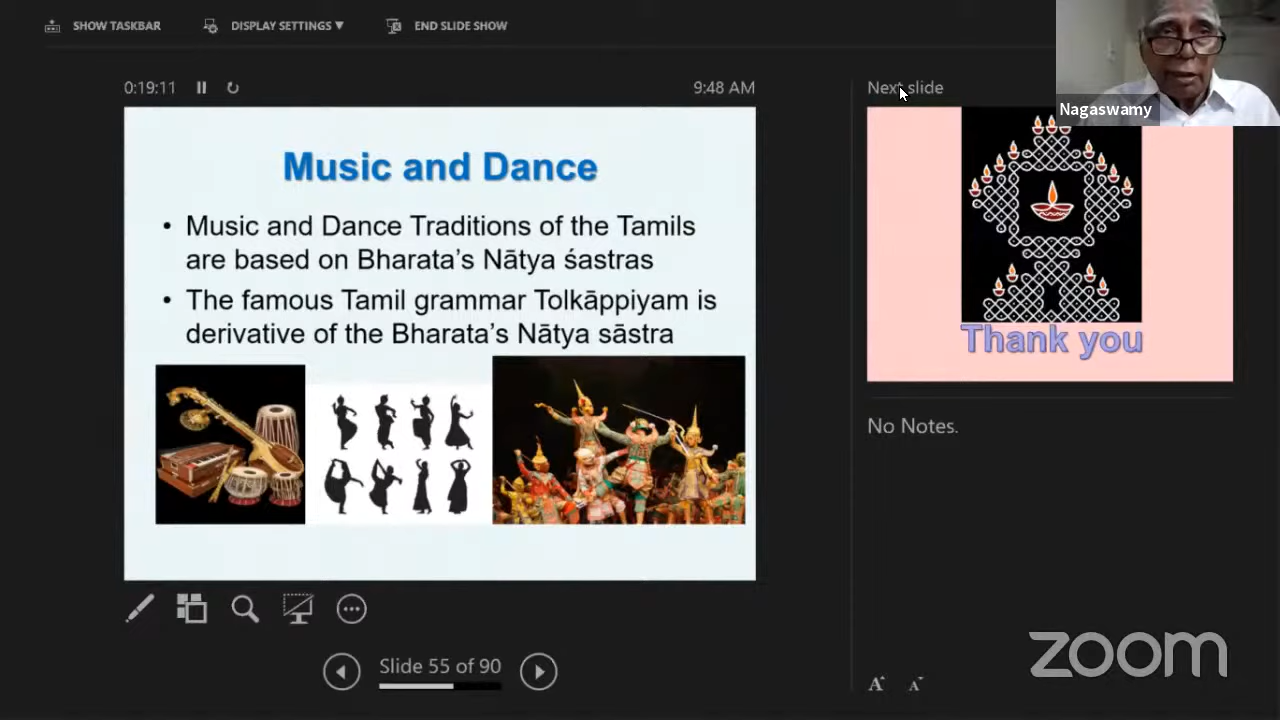 SHOW TASKBAR
DISPLAY SETTINGS ▼
END SLIDE SHOW
0:19:11
9:48 AM
Next slide
Nagaswamy
Music and Dance
• Music and Dance Traditions of the Tamils
are based on Bharata’s Nātya śastras
• The famous Tamil grammar Tolkāppiyam is
derivative of the Bharata’s Nātya sāstra
Thank you
No Notes.
Slide 55 of 90
A A
zoom